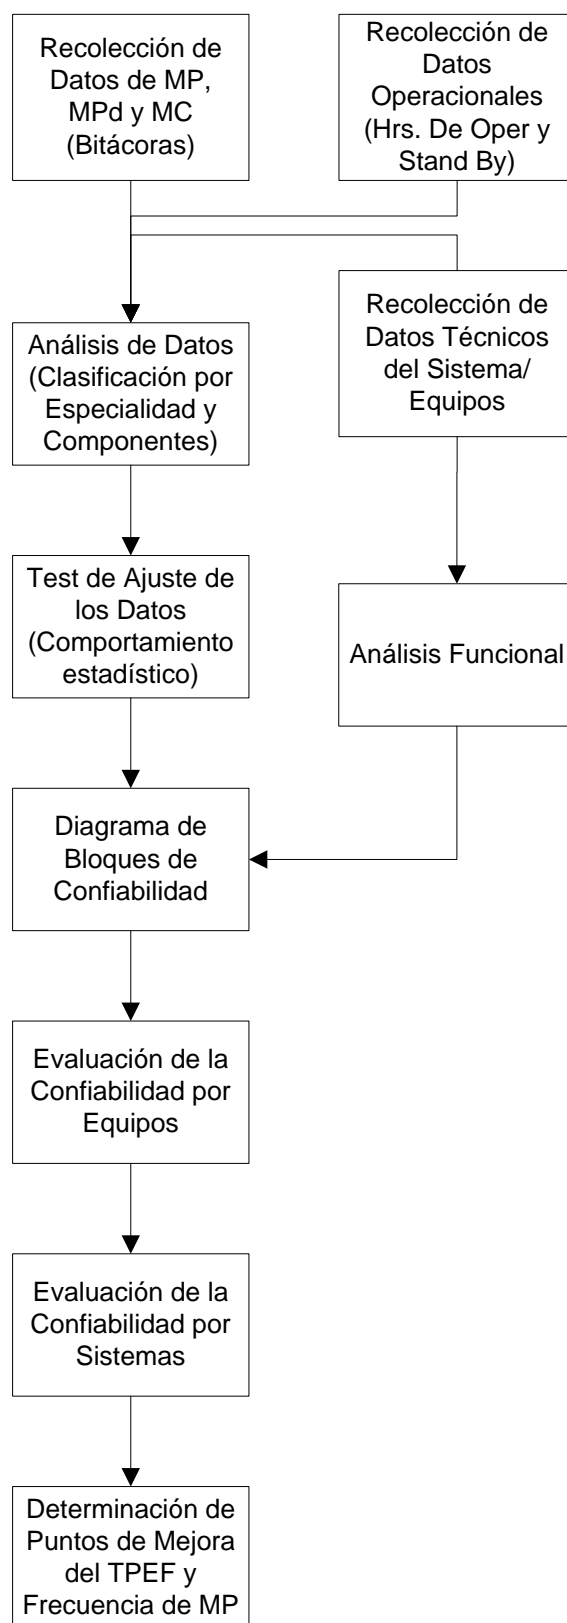 Recolección de
Datos de MP,
MPd y MC
(Bitácoras)
Recolección de
Datos
Operacionales
(Hrs. De Oper y
Stand By)
Recolección de
Datos Técnicos
del Sistema/
Equipos
Análisis de Datos
(Clasificación por
Especialidad y
Componentes)
Test de Ajuste de
los Datos
(Comportamiento
estadístico)
Análisis Funcional
Diagrama de
Bloques de
Confiabilidad
Evaluación de la
Confiabilidad por
Equipos
Evaluación de la
Confiabilidad por
Sistemas
Determinación de
Puntos de Mejora
del TPEF y
Frecuencia de MP